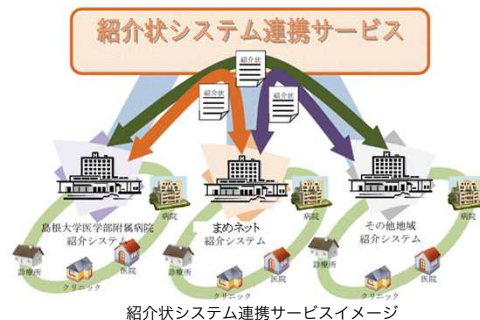 紹介状システム連携サービス
紹介状
紹介状
紹介状
病院
病院
病院
島根大学医学部附属病院
紹介システム
まめネット
紹介システム
その他地域
紹介システム
診療所
医院
診療所
医院
診療所
医院
クリニック
クリニック
クリニック
紹介状システム連携サービスイメージ